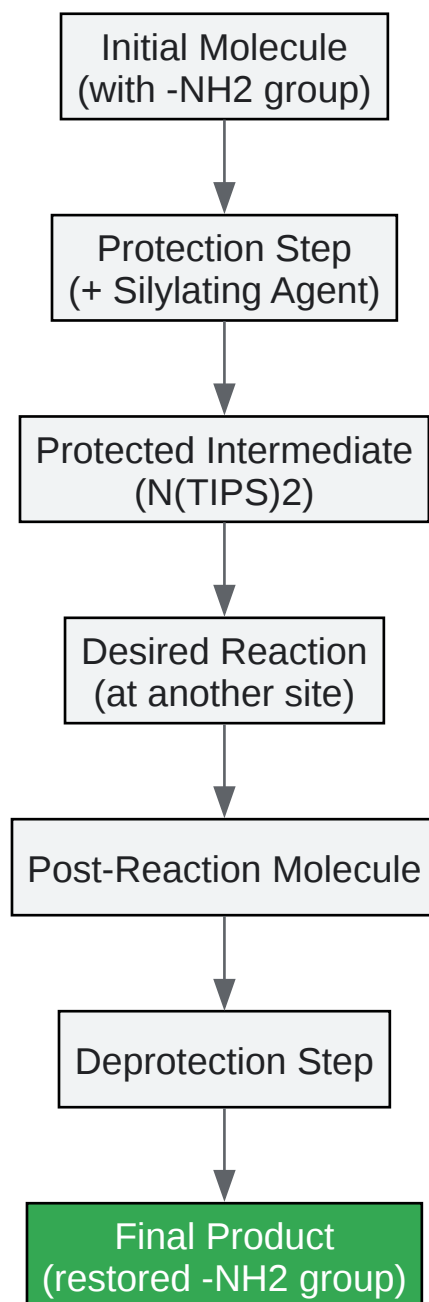 Initial Molecule
(with -NH2 group)
Protection Step
(+ Silylating Agent)
Protected Intermediate
(N(TIPS)2)
Desired Reaction
(at another site)
Post-Reaction Molecule
Deprotection Step
Final Product
(restored -NH2 group)